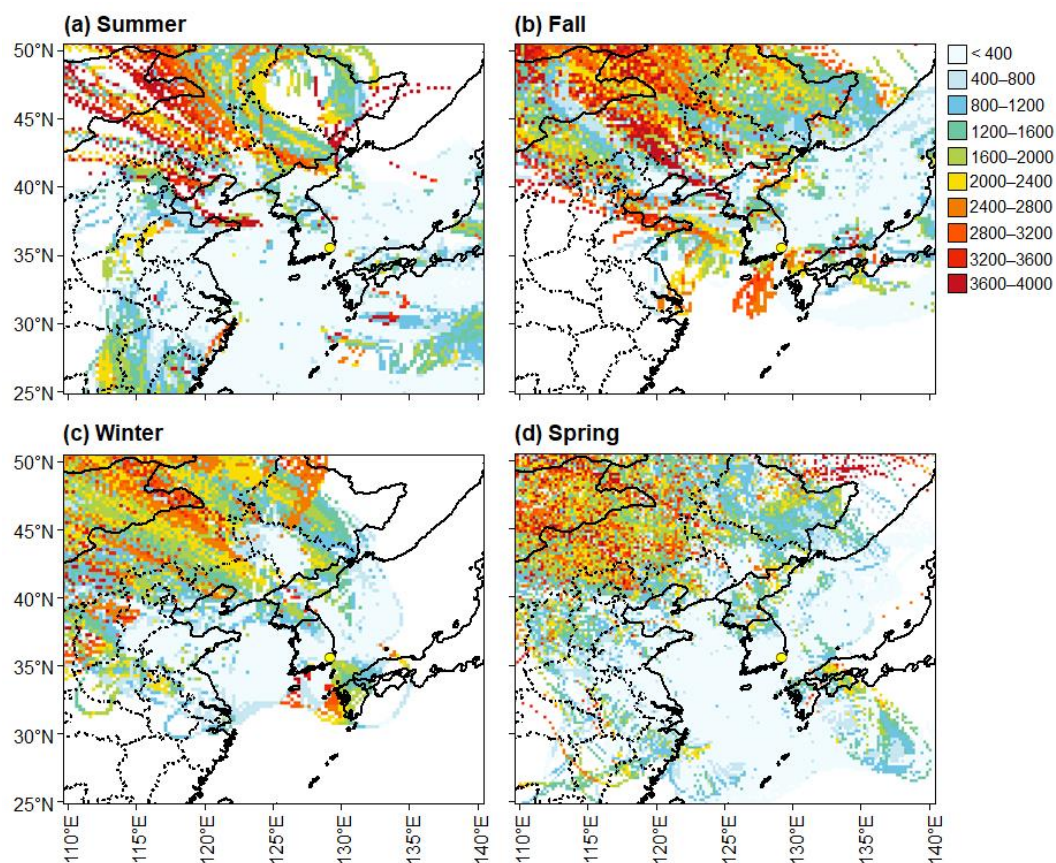 (a) Summer
(b) Fall
50°N
45°N
40°N
35°N
30°N
25°N
< 400
400–800
800–1200
1200–1600
1600–2000
2000–2400
2400–2800
2800–3200
3200–3600
3600–4000
(c) Winter
(d) Spring
50°N
45°N
40°N
35°N
30°N
25°N
110°E
115°E
120°E
125°E
130°E
135°E
140°E
110°E
115°E
120°E
125°E
130°E
135°E
140°E